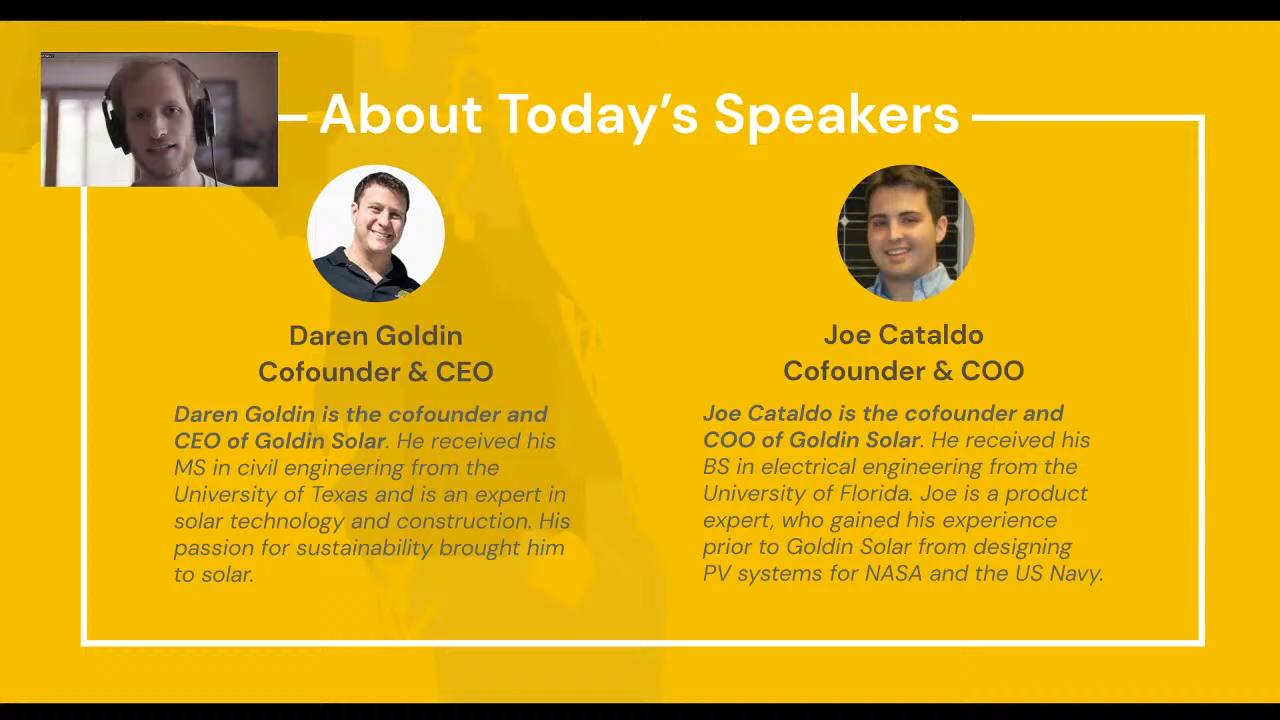 About Today’s Speakers
Daren Goldin
Cofounder & CEO
Daren Goldin is the cofounder and
CEO of Goldin Solar. He received his
MS in civil engineering from the
University of Texas and is an expert in
solar technology and construction. His
passion for sustainability brought him
to solar.
Joe Cataldo
Cofounder & COO
Joe Cataldo is the cofounder and
COO of Goldin Solar. He received his
BS in electrical engineering from the
University of Florida. Joe is a product
expert, who gained his experience
prior to Goldin Solar from designing
PV systems for NASA and the US Navy.